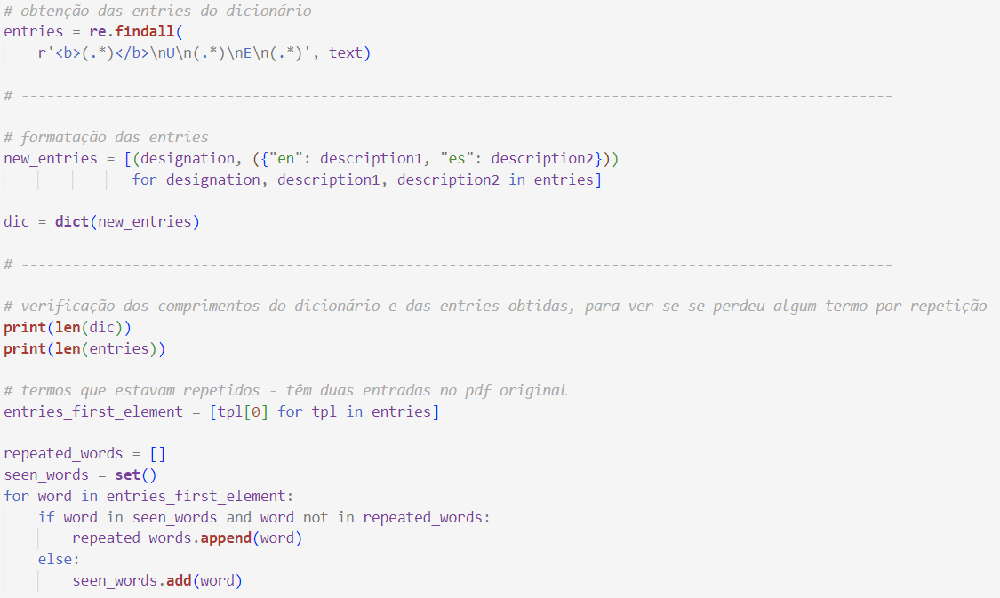 # obtenção das entries do dicionário
entries = re.findall(
    r'<b>(.*)</b>\nU\n(.*)\nE\n(.*)', text)
# ------------------------------------------------------------------------------------------------------
# formatação das entries
new_entries = [(designation, ({"en": description1, "es": description2}))
               for designation, description1, description2 in entries]
dic = dict(new_entries)
# ------------------------------------------------------------------------------------------------------
# verificação dos comprimentos do dicionário e das entries obtidas, para ver se se perdeu algum termo por repetição
print(len(dic))
print(len(entries))
# termos que estavam repetidos - têm duas entradas no pdf original
entries_first_element = [tpl[0] for tpl in entries]
repeated_words = []
seen_words = set()
for word in entries_first_element:
    if word in seen_words and word not in repeated_words:
        repeated_words.append(word)
    else:
        seen_words.add(word)